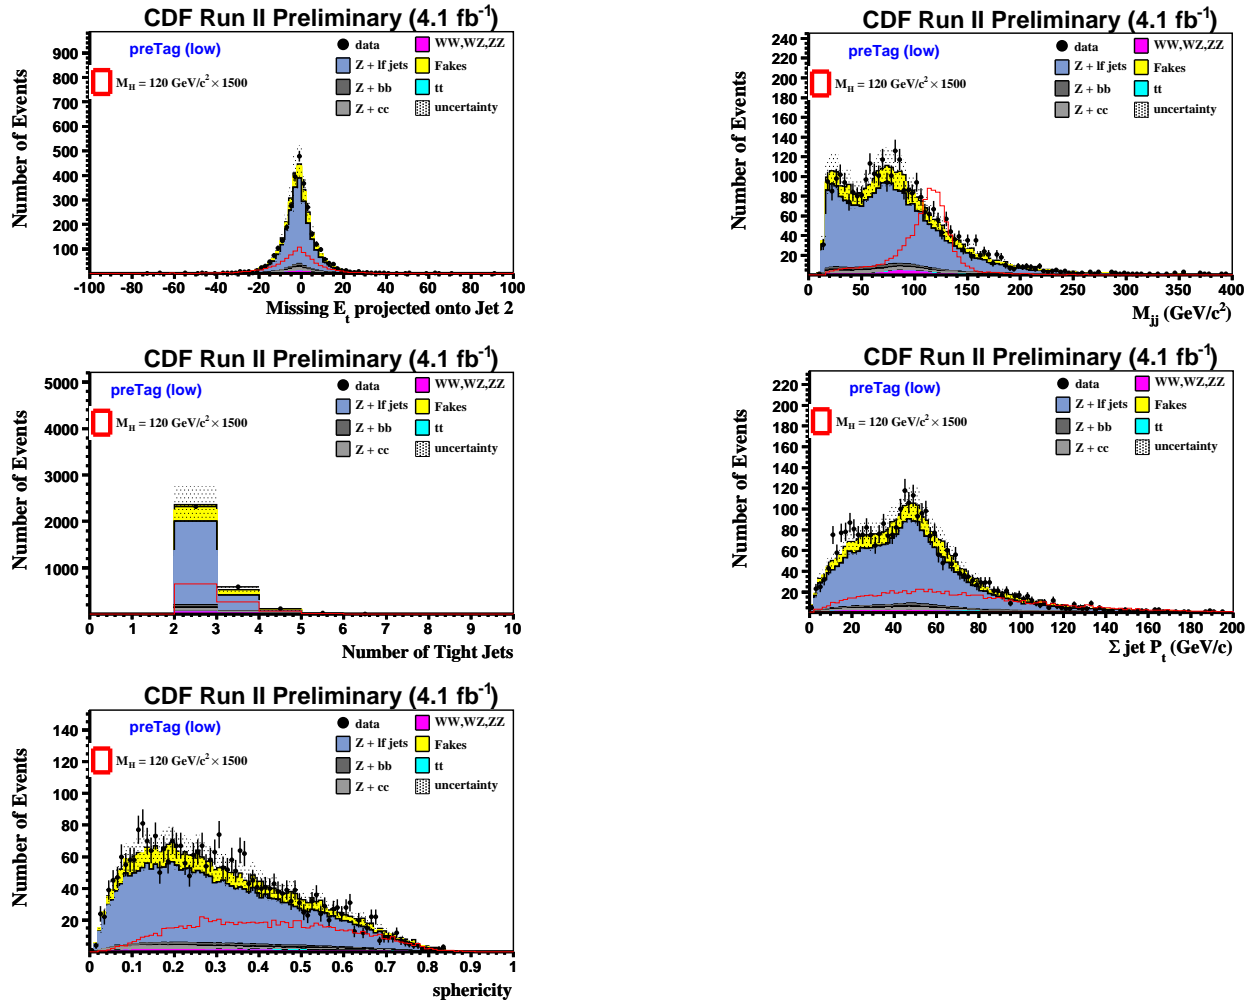 CDF Run II Preliminary (4.1 fb⁻¹)
Number of Events
900
800
700
600
500
400
300
200
100
preTag (low)
M_H = 120 GeV/c² × 1500
data
Z + lf jets
Z + bb
Z + cc
WW,WZ,ZZ
Fakes
tt
uncertainty
-100 -80 -60 -40 -20 0 20 40 60 80 100
Missing E_t projected onto Jet 2
CDF Run II Preliminary (4.1 fb⁻¹)
Number of Events
240
220
200
180
160
140
120
100
80
60
40
20
preTag (low)
M_H = 120 GeV/c² × 1500
data
Z + lf jets
Z + bb
Z + cc
WW,WZ,ZZ
Fakes
tt
uncertainty
0 50 100 150 200 250 300 350 400
M_jj (GeV/c²)
CDF Run II Preliminary (4.1 fb⁻¹)
Number of Events
5000
4000
3000
2000
1000
preTag (low)
M_H = 120 GeV/c² × 1500
data
Z + lf jets
Z + bb
Z + cc
WW,WZ,ZZ
Fakes
tt
uncertainty
0 1 2 3 4 5 6 7 8 9 10
Number of Tight Jets
CDF Run II Preliminary (4.1 fb⁻¹)
Number of Events
220
200
180
160
140
120
100
80
60
40
20
preTag (low)
M_H = 120 GeV/c² × 1500
data
Z + lf jets
Z + bb
Z + cc
WW,WZ,ZZ
Fakes
tt
uncertainty
0 20 40 60 80 100 120 140 160 180 200
Σ jet P_t (GeV/c)
CDF Run II Preliminary (4.1 fb⁻¹)
Number of Events
140
120
100
80
60
40
20
preTag (low)
M_H = 120 GeV/c² × 1500
data
Z + lf jets
Z + bb
Z + cc
WW,WZ,ZZ
Fakes
tt
uncertainty
0 0.1 0.2 0.3 0.4 0.5 0.6 0.7 0.8 0.9 1
sphericity